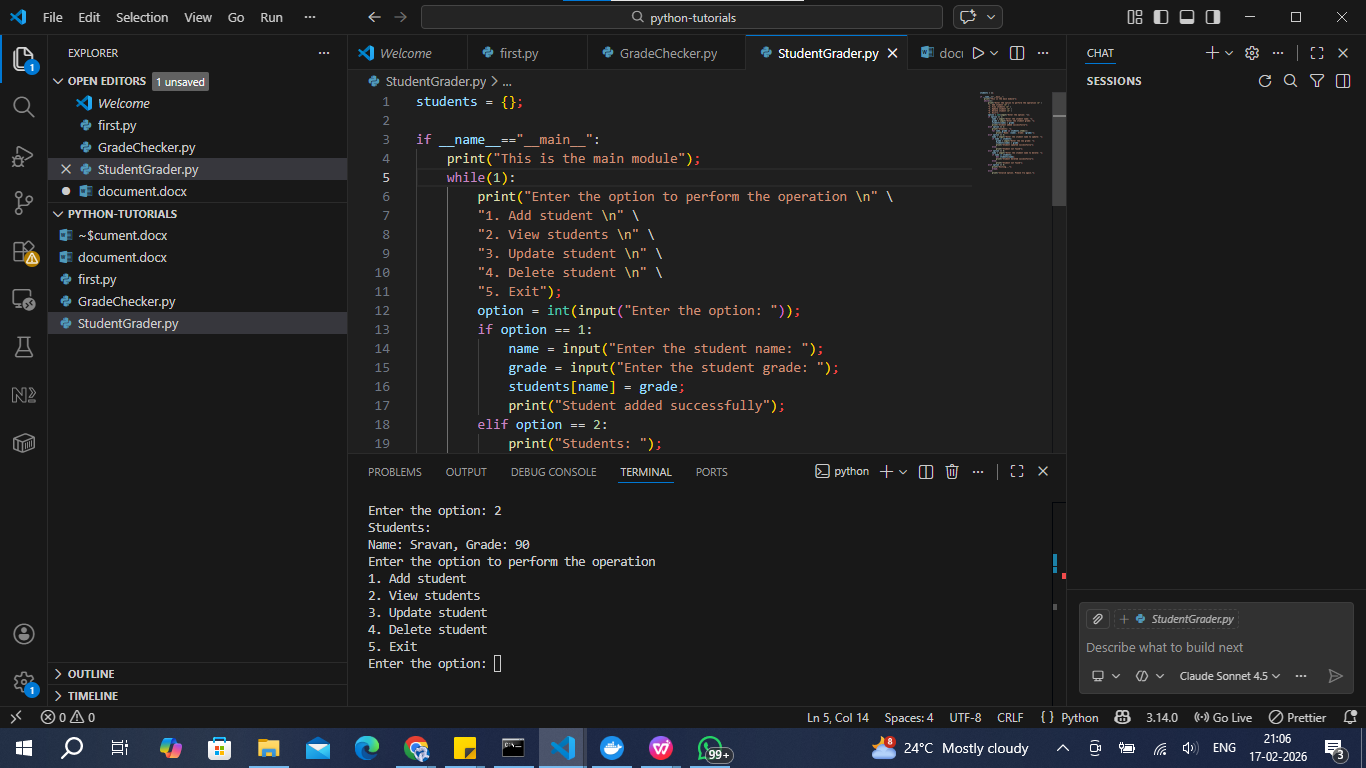 File Edit Selection View Go Run ··· python-tutorials
EXPLORER ···
OPEN EDITORS 1 unsaved
Welcome
first.py
GradeChecker.py
StudentGrader.py
document.docx
PYTHON-TUTORIALS
~$cument.docx
document.docx
first.py
GradeChecker.py
StudentGrader.py
OUTLINE
TIMELINE
Welcome first.py GradeChecker.py StudentGrader.py docu
StudentGrader.py > ...
1 students = {};
2
3 if __name__=="__main__":
4 print("This is the main module");
5 while(1):
6 print("Enter the option to perform the operation \n" \
7 "1. Add student \n" \
8 "2. View students \n" \
9 "3. Update student \n" \
10 "4. Delete student \n" \
11 "5. Exit");
12 option = int(input("Enter the option: "));
13 if option == 1:
14 name = input("Enter the student name: ");
15 grade = input("Enter the student grade: ");
16 students[name] = grade;
17 print("Student added successfully");
18 elif option == 2:
19 print("Students: ");
PROBLEMS OUTPUT DEBUG CONSOLE TERMINAL PORTS python
Enter the option: 2
Students:
Name: Sravan, Grade: 90
Enter the option to perform the operation
1. Add student
2. View students
3. Update student
4. Delete student
5. Exit
Enter the option:
CHAT
SESSIONS
StudentGrader.py
Describe what to build next
Claude Sonnet 4.5
0 0 Ln 5, Col 14 Spaces: 4 UTF-8 CRLF {} Python 3.14.0 Go Live Prettier
99+ 8 24°C Mostly cloudy ENG 21:06
17-02-2026 3